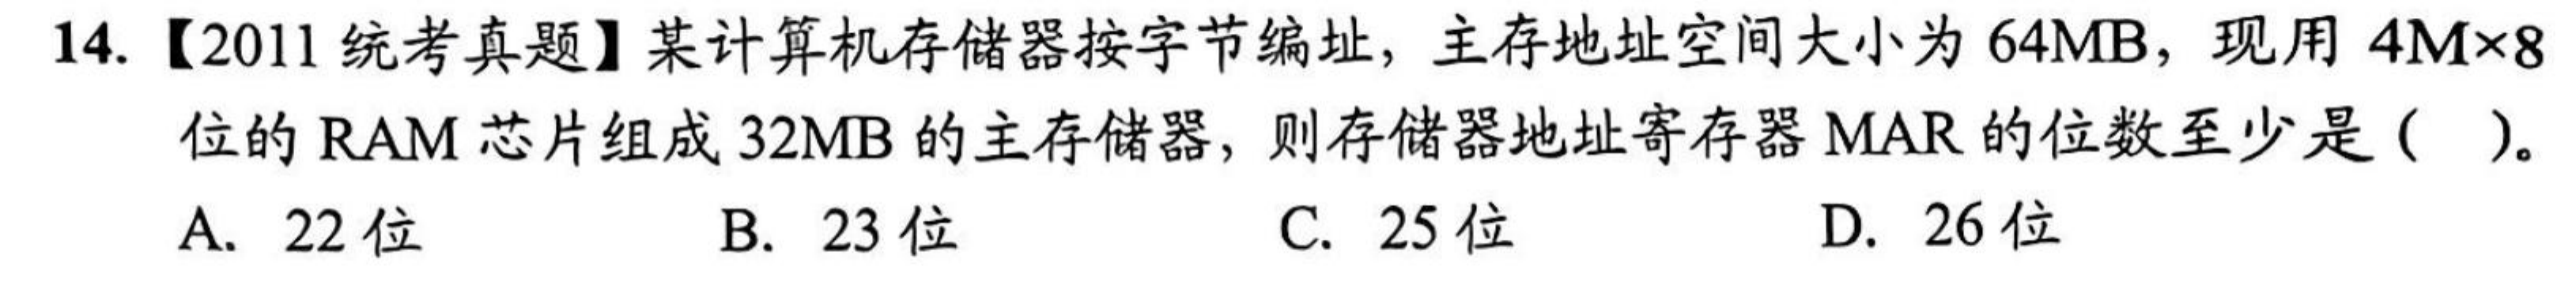 14.【2011 统考真题】某计算机存储器按字节编址，主存地址空间大小为 64MB，现用 4M×8
位的 RAM 芯片组成 32MB 的主存储器，则存储器地址寄存器 MAR 的位数至少是（ ）。
A. 22 位 B. 23 位 C. 25 位 D. 26 位